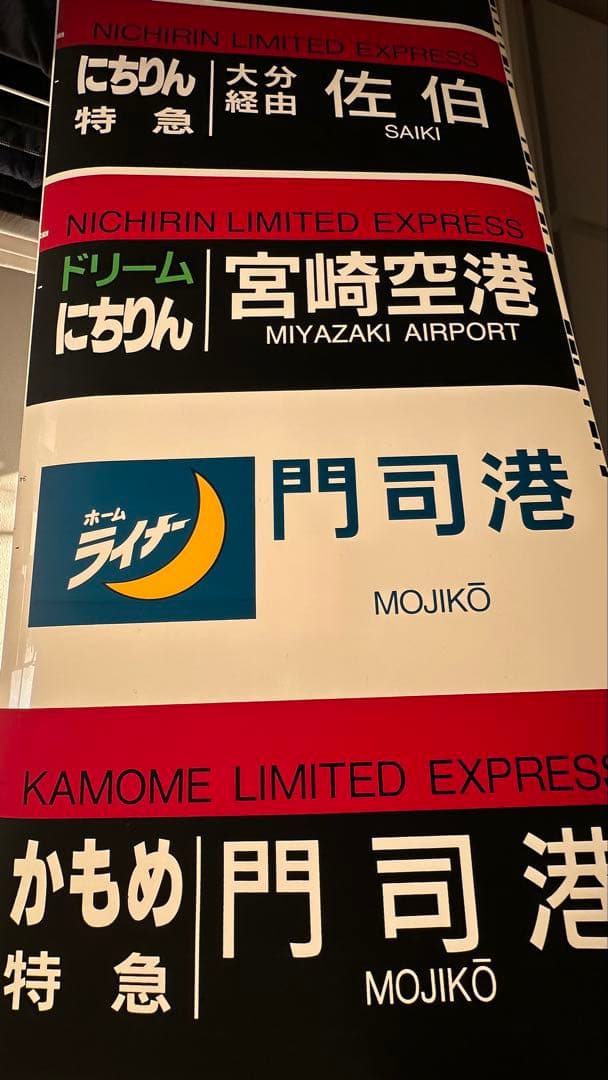 NICHIRIN LIMITED EXPRESS
にちりん 大分 佐伯
特急 経由 SAIKI
NICHIRIN LIMITED EXPRESS
ドリーム 宮崎空港
にちりん MIYAZAKI AIRPORT
ホーム
ライナー 門司港
MOJIKŌ
KAMOME LIMITED EXPRESS
かもめ 門司港
特急 MOJIKŌ